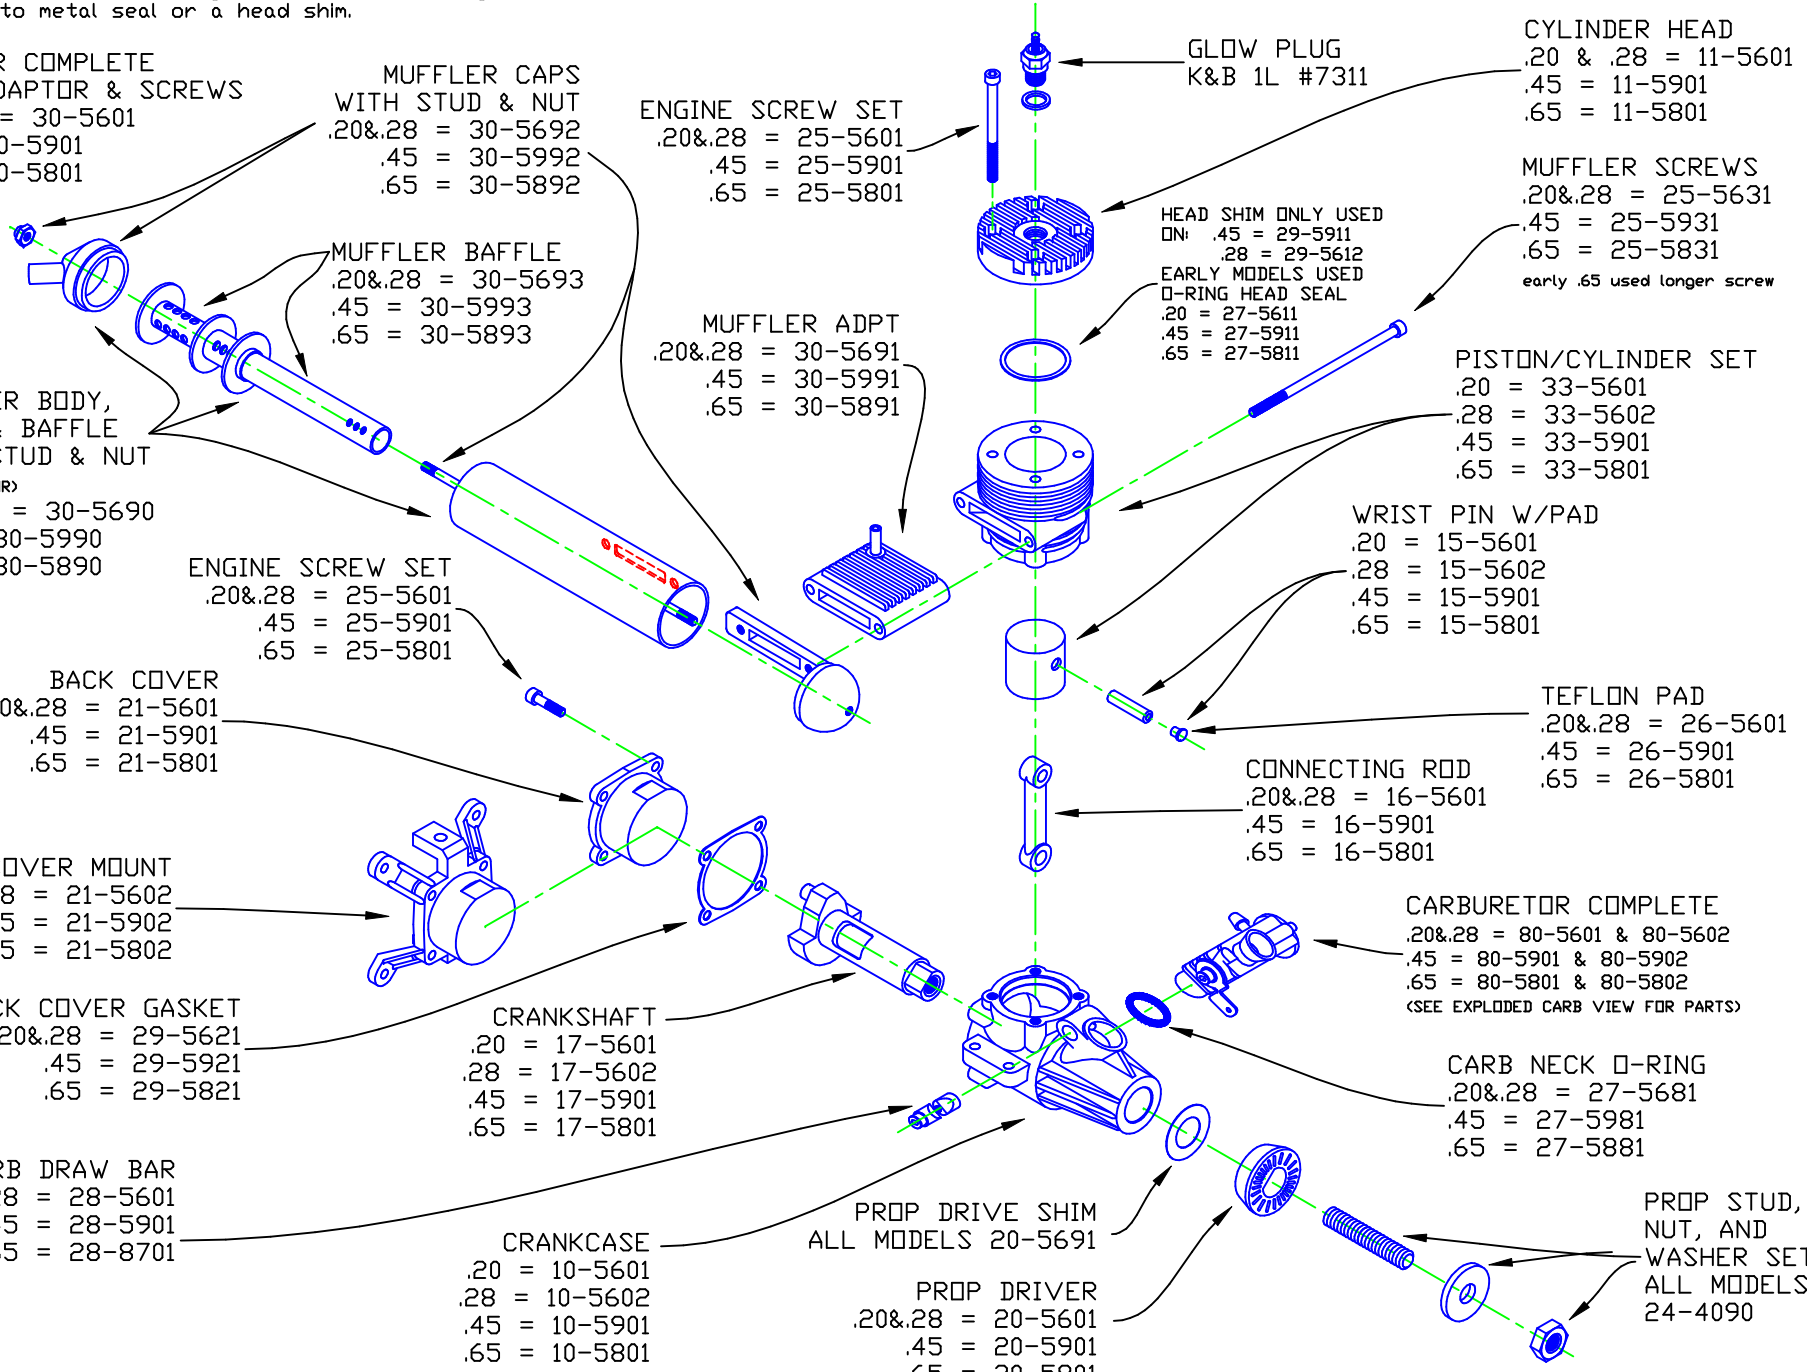 to metal seal or a head shim.
R COMPLETE
DAPTOR & SCREWS
= 30-5601
0-5901
0-5801
MUFFLER CAPS
WITH STUD & NUT
.20&.28 = 30-5692
.45 = 30-5992
.65 = 30-5892
ENGINE SCREW SET
.20&.28 = 25-5601
.45 = 25-5901
.65 = 25-5801
GLOW PLUG
K&B 1L #7311
CYLINDER HEAD
.20 & .28 = 11-5601
.45 = 11-5901
.65 = 11-5801
MUFFLER SCREWS
.20&.28 = 25-5631
.45 = 25-5931
.65 = 25-5831
early .65 used longer screw
HEAD SHIM ONLY USED
ON: .45 = 29-5911
.28 = 29-5612
EARLY MODELS USED
O-RING HEAD SEAL
.20 = 27-5611
.45 = 27-5911
.65 = 27-5811
MUFFLER BAFFLE
.20&.28 = 30-5693
.45 = 30-5993
.65 = 30-5893
MUFFLER ADPT
.20&.28 = 30-5691
.45 = 30-5991
.65 = 30-5891
PISTON/CYLINDER SET
.20 = 33-5601
.28 = 33-5602
.45 = 33-5901
.65 = 33-5801
ER BODY,
& BAFFLE
STUD & NUT
R)
= 30-5690
30-5990
30-5890
WRIST PIN W/PAD
.20 = 15-5601
.28 = 15-5602
.45 = 15-5901
.65 = 15-5801
ENGINE SCREW SET
.20&.28 = 25-5601
.45 = 25-5901
.65 = 25-5801
BACK COVER
0&.28 = 21-5601
.45 = 21-5901
.65 = 21-5801
TEFLON PAD
.20&.28 = 26-5601
.45 = 26-5901
.65 = 26-5801
CONNECTING ROD
.20&.28 = 16-5601
.45 = 16-5901
.65 = 16-5801
OVER MOUNT
8 = 21-5602
5 = 21-5902
5 = 21-5802
CARBURETOR COMPLETE
.20&.28 = 80-5601 & 80-5602
.45 = 80-5901 & 80-5902
.65 = 80-5801 & 80-5802
(SEE EXPLODED CARB VIEW FOR PARTS)
CK COVER GASKET
.20&.28 = 29-5621
.45 = 29-5921
.65 = 29-5821
CRANKSHAFT
.20 = 17-5601
.28 = 17-5602
.45 = 17-5901
.65 = 17-5801
CARB NECK O-RING
.20&.28 = 27-5681
.45 = 27-5981
.65 = 27-5881
RB DRAW BAR
28 = 28-5601
45 = 28-5901
65 = 28-8701
CRANKCASE
.20 = 10-5601
.28 = 10-5602
.45 = 10-5901
.65 = 10-5801
PROP DRIVE SHIM
ALL MODELS 20-5691
PROP DRIVER
.20&.28 = 20-5601
.45 = 20-5901
.65 = 20-5801
PROP STUD,
NUT, AND
WASHER SET
ALL MODELS
24-4090